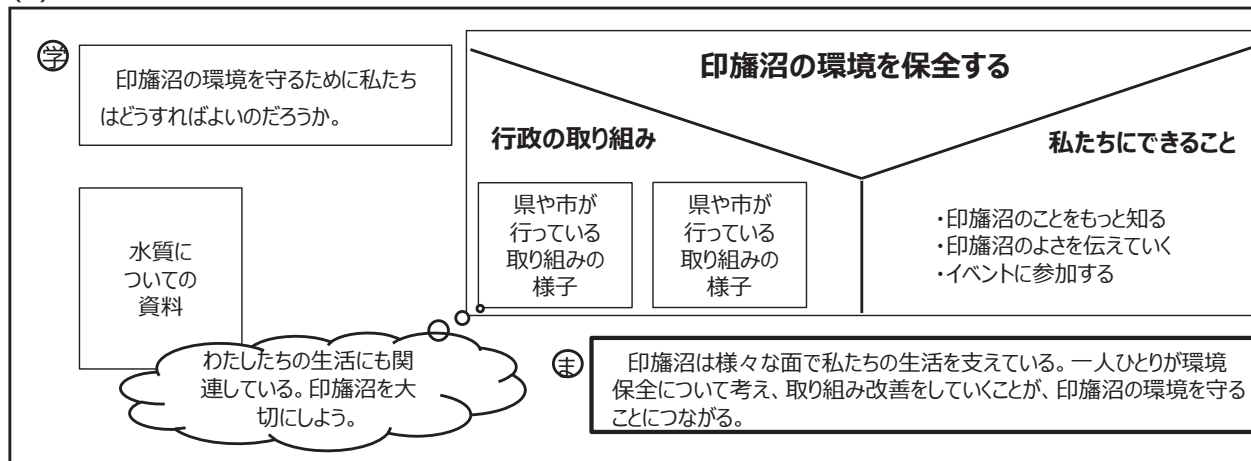 学
印旛沼の環境を守るために私たち
はどうすればよいのだろうか。
水質に
ついての
資料
印旛沼の環境を保全する
行政の取り組み
県や市が
行っている
取り組みの
様子
県や市が
行っている
取り組みの
様子
私たちにできること
・印旛沼のことをもっと知る
・印旛沼のよさを伝えていく
・イベントに参加する
わたしたちの生活にも関
連している。印旛沼を大
切にしよう。
ま
印旛沼は様々な面で私たちの生活を支えている。一人ひとりが環境
保全について考え、取り組み改善をしていくことが、印旛沼の環境を守る
ことにつながる。